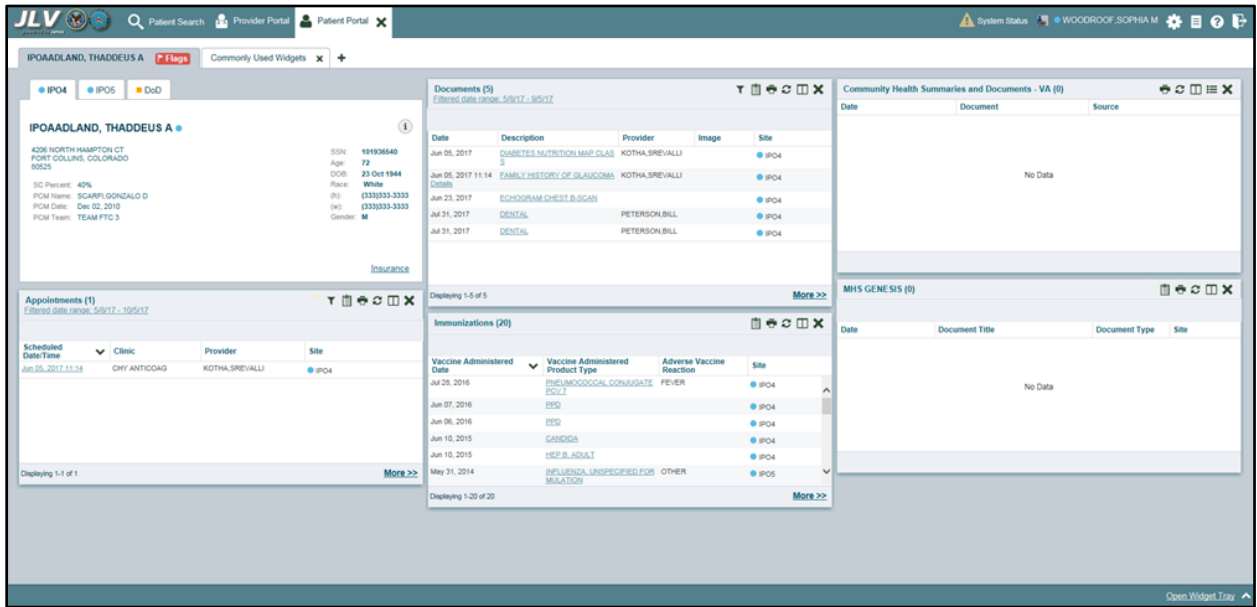 JLV Patient Search Provider Portal Patient Portal System Status WOODROOF,SOPHIA M
IPOAADLAND, THADDEUS A Flags Commonly Used Widgets
IPO4 IPO5 DoD
IPOAADLAND, THADDEUS A
4206 NORTH HAMPTON CT
FORT COLLINS, COLORADO
80525
SC Percent: 40%
PCM Name: SCARFI,GONZALO D
PCM Date: Dec 02, 2010
PCM Team: TEAM FTC 3
SSN: 101936540
Age: 72
DOB: 23 Oct 1944
Race: White
(h): (333)333-3333
(w): (333)333-3333
Gender: M
Insurance
Appointments (1)
Filtered date range: 5/8/17 - 10/5/17
Scheduled Date/Time Clinic Provider Site
Jun 05, 2017 11:14 CHY ANTICOAG KOTHA,SREVALLI IPO4
Displaying 1-1 of 1 More >>
Documents (5)
Filtered date range: 5/8/17 - 9/5/17
Date Description Provider Image Site
Jun 05, 2017 DIABETES NUTRITION MAP CLAS KOTHA,SREVALLI IPO4
S
Jun 05, 2017 11:14 FAMILY HISTORY OF GLAUCOMA KOTHA,SREVALLI IPO4
Details
Jun 23, 2017 ECHOGRAM CHEST B-SCAN IPO4
Jul 31, 2017 DENTAL PETERSON,BILL IPO4
Jul 31, 2017 DENTAL PETERSON,BILL IPO4
Displaying 1-5 of 5 More >>
Immunizations (20)
Vaccine Administered Vaccine Administered Adverse Vaccine Site
Date Product Type Reaction
Jul 28, 2016 PNEUMOCOCCAL CONJUGATE FEVER IPO4
PCV 7
Jun 07, 2016 PPD IPO4
Jun 06, 2016 PPD IPO4
Jun 10, 2015 CANDIDA IPO4
Jun 10, 2015 HEP B, ADULT IPO4
May 31, 2014 INFLUENZA, UNSPECIFIED FOR OTHER IPO5
MULATION
Displaying 1-20 of 20 More >>
Community Health Summaries and Documents - VA (0)
Date Document Source
No Data
MHS GENESIS (0)
Date Document Title Document Type Site
No Data
Open Widget Tray